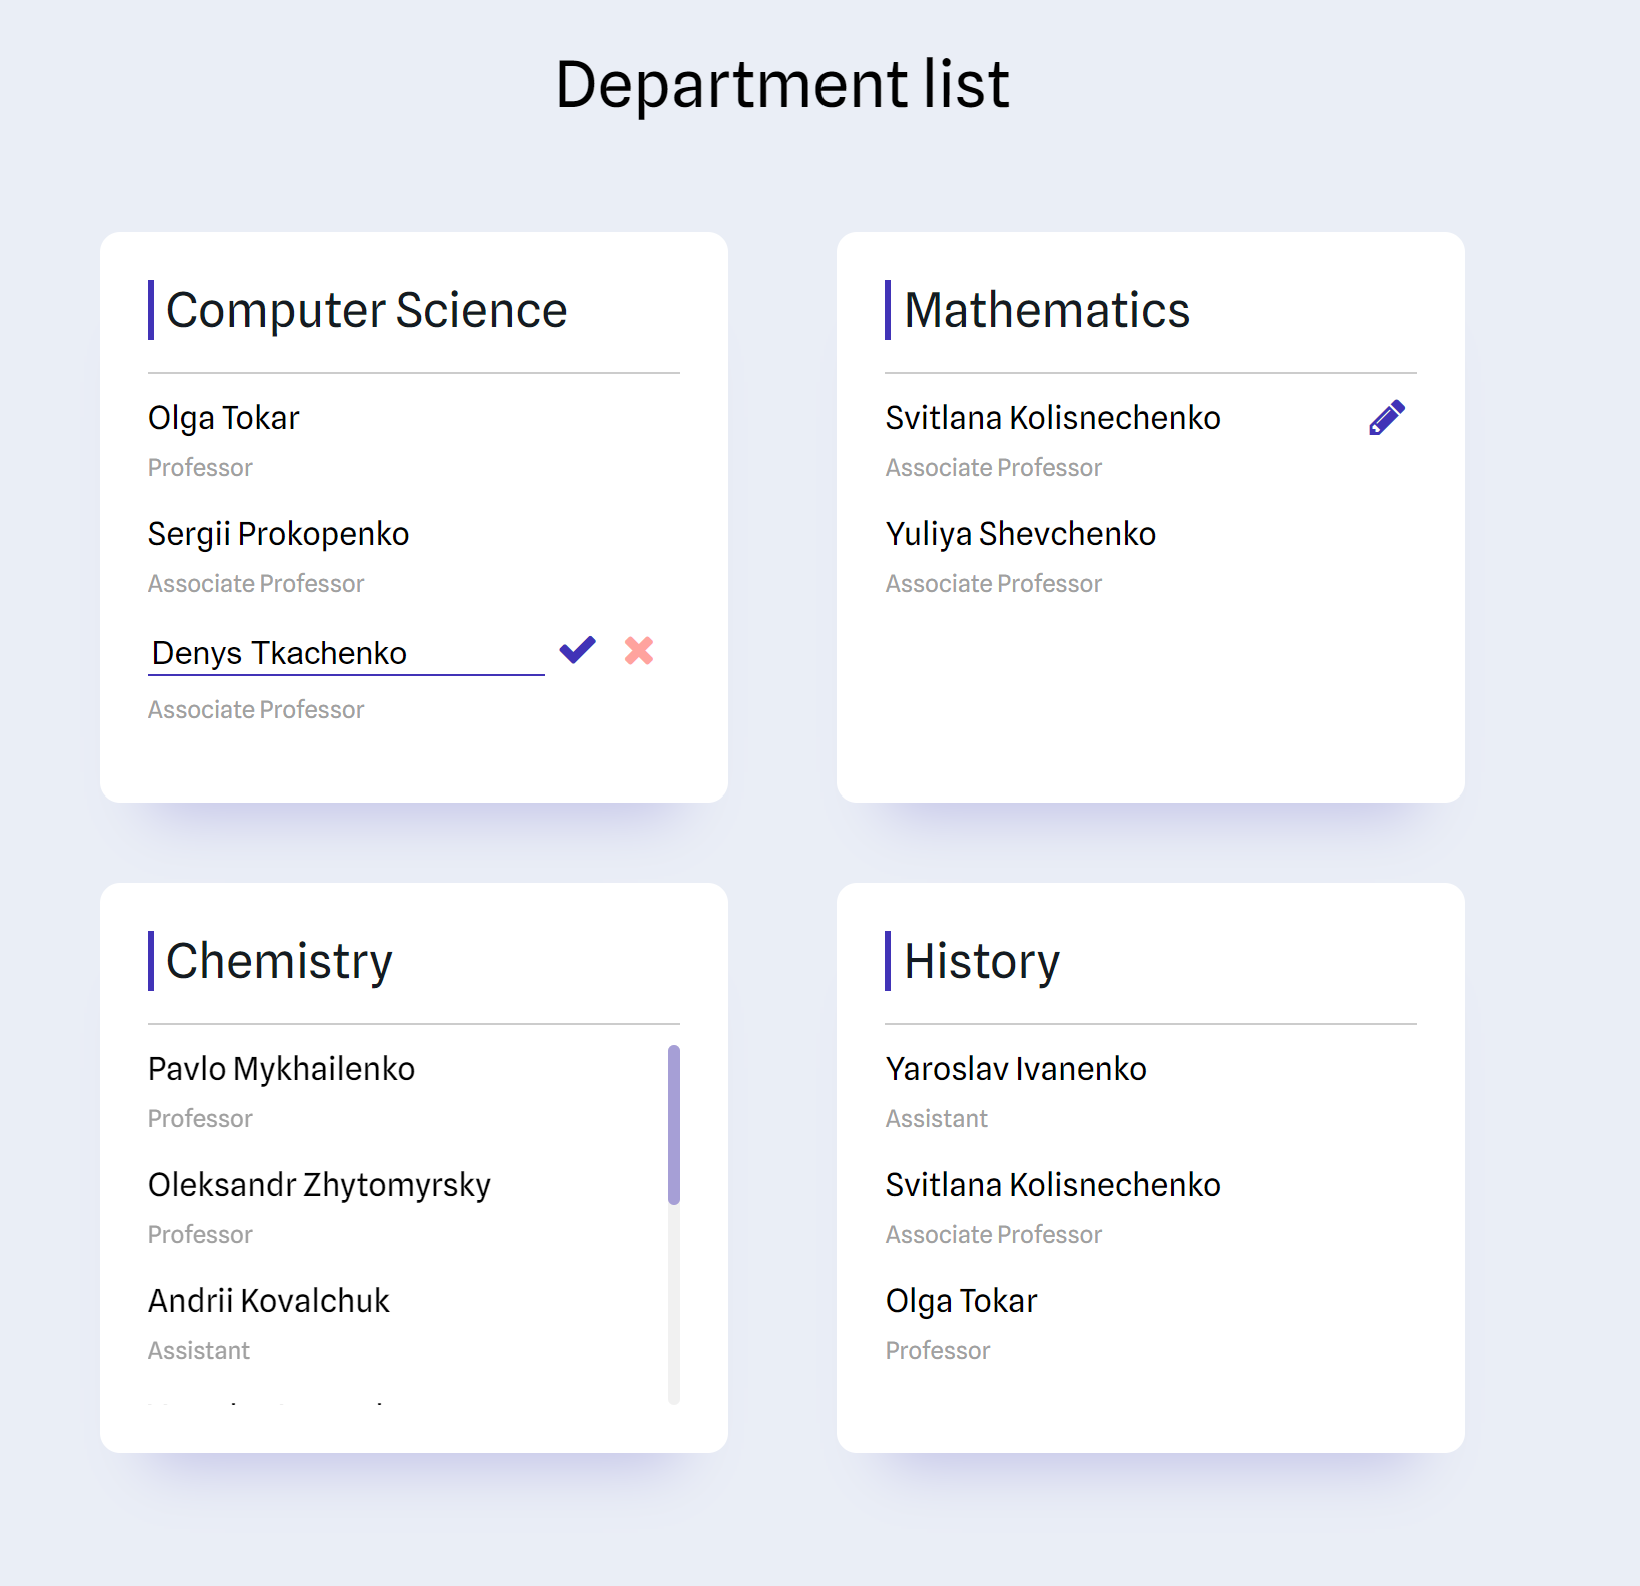 Department list
Computer Science
Olga Tokar
Professor
Sergii Prokopenko
Associate Professor
Denys Tkachenko
Associate Professor
Mathematics
Svitlana Kolisnechenko
Associate Professor
Yuliya Shevchenko
Associate Professor
Chemistry
Pavlo Mykhailenko
Professor
Oleksandr Zhytomyrsky
Professor
Andrii Kovalchuk
Assistant
History
Yaroslav Ivanenko
Assistant
Svitlana Kolisnechenko
Associate Professor
Olga Tokar
Professor